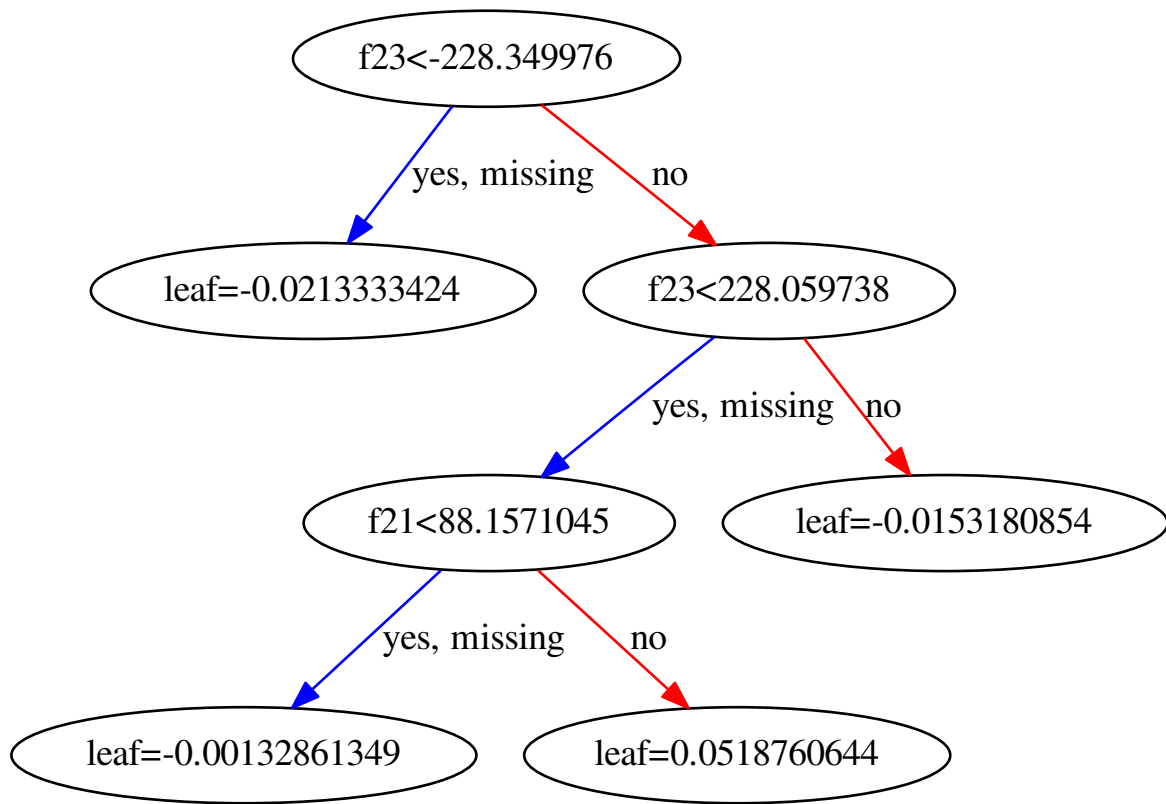 f23<-228.349976
yes, missing
no
leaf=-0.0213333424
f23<228.059738
yes, missing
no
f21<88.1571045
leaf=-0.0153180854
yes, missing
no
leaf=-0.00132861349
leaf=0.0518760644